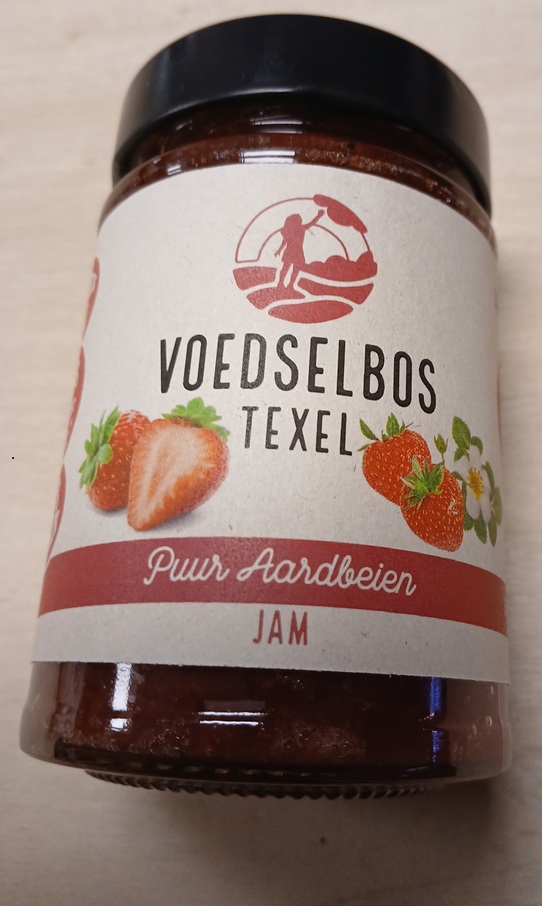 VOEDSELBOS
TEXEL
Puur Aardbeien
JAM